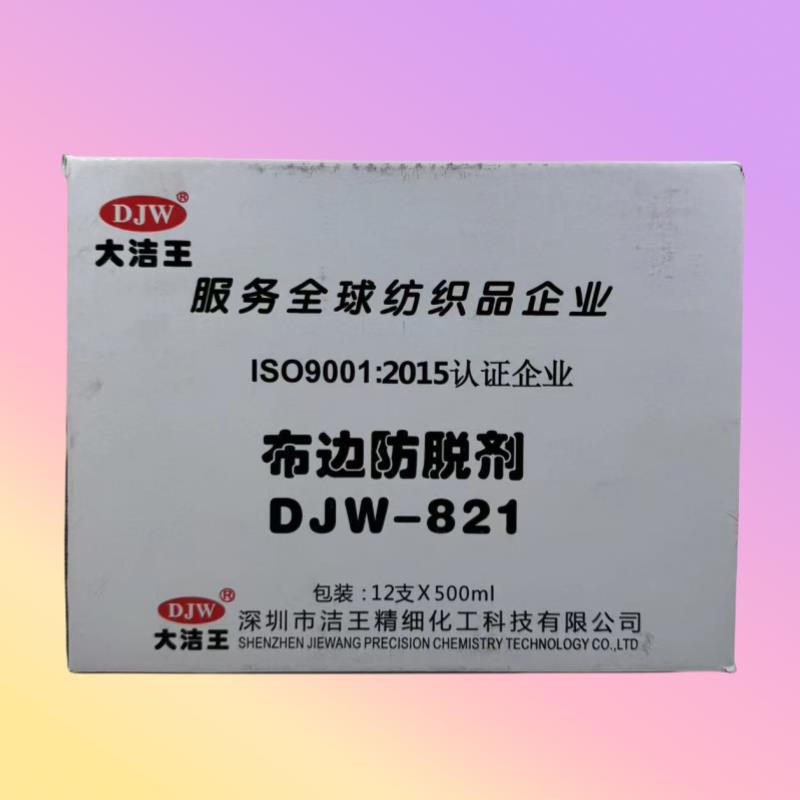 DJW®
大洁王
服务全球纺织品企业
ISO9001:2015认证企业
布边防脱剂
DJW-821
包装:12支X500ml
DJW®
大洁王
深圳市洁王精细化工科技有限公司
SHENZHEN JIEWANG PRECISION CHEMISTRY TECHNOLOGY CO.,LTD